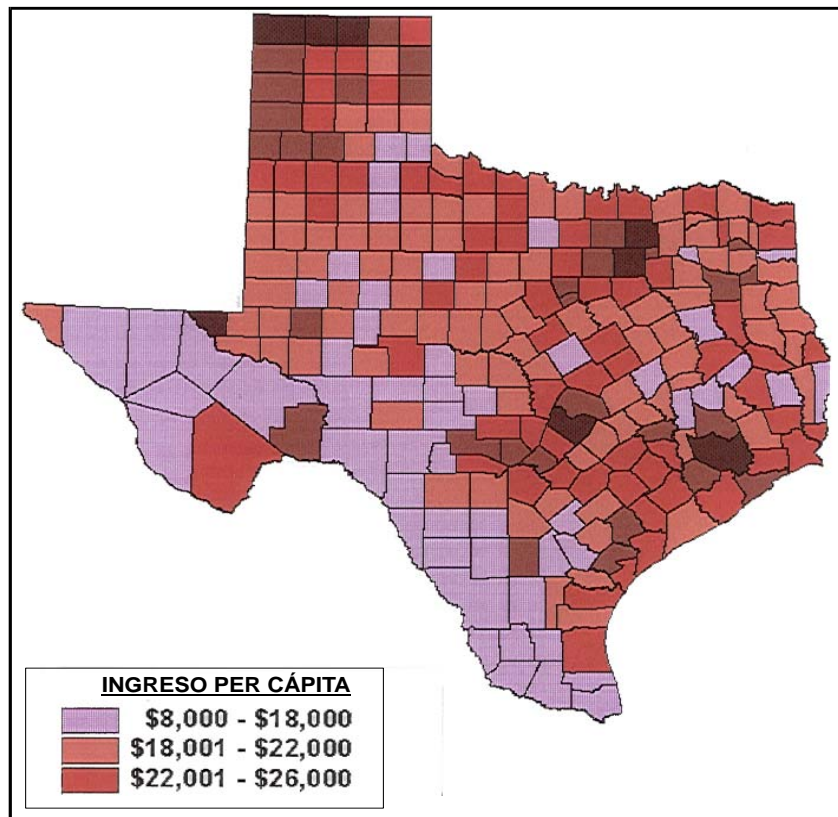 INGRESO PER CÁPITA
$8,000 - $18,000
$18,001 - $22,000
$22,001 - $26,000